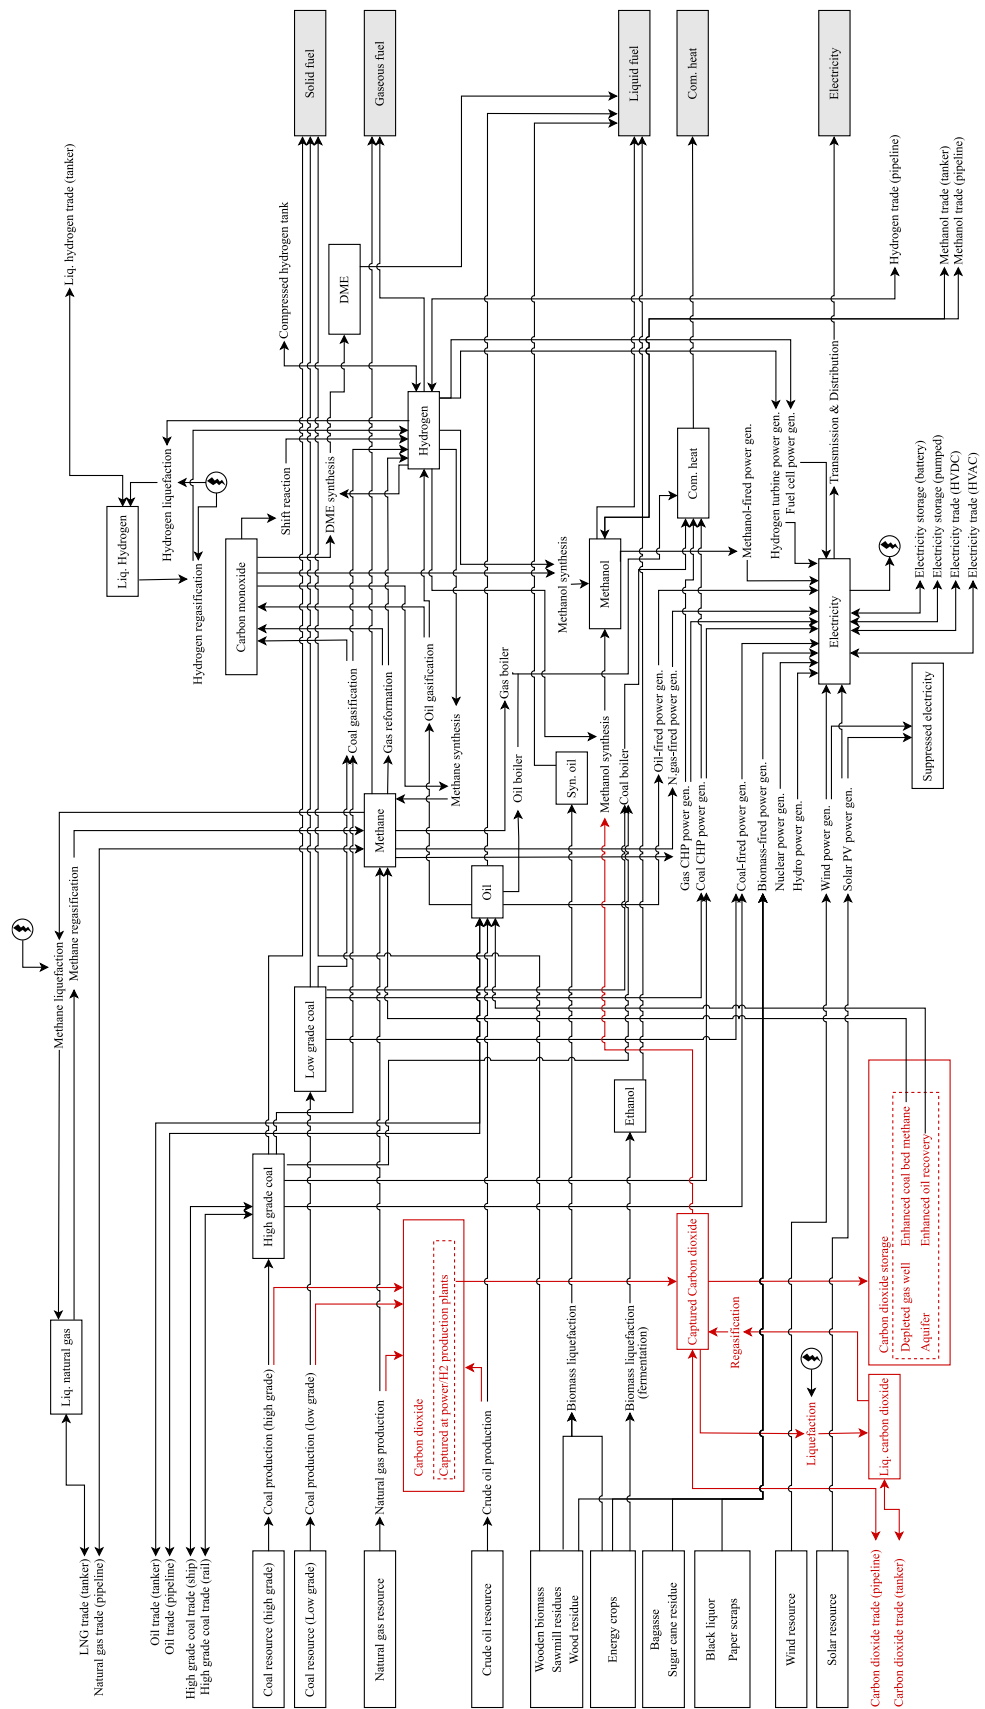 LNG trade (tanker)
Natural gas trade (pipeline)
Oil trade (tanker)
Oil trade (pipeline)
High grade coal trade (ship)
High grade coal trade (rail)
Coal resource (high grade)
Coal resource (Low grade)
Natural gas resource
Crude oil resource
Wooden biomass
Sawmill residues
Wood residue
Energy crops
Bagasse
Sugar cane residue
Black liquor
Paper scraps
Wind resource
Solar resource
Carbon dioxide trade (pipeline)
Carbon dioxide trade (tanker)
Liq. natural gas
Coal production (high grade)
Coal production (low grade)
Natural gas production
Carbon dioxide
Captured at power/H2 production plants
Crude oil production
Biomass liquefaction
Biomass liquefaction
(fermentation)
Captured Carbon dioxide
Regasification
Liquefaction
Liq. carbon dioxide
Carbon dioxide storage
Depleted gas well
Enhanced coal bed methane
Aquifer
Enhanced oil recovery
High grade coal
Low grade coal
Ethanol
Methane liquefaction
Methane regasification
Methane
Oil
Syn. oil
Coal gasification
Gas reformation
Oil gasification
Methane synthesis
Gas boiler
Oil boiler
Methanol synthesis
Coal boiler
Oil-fired power gen.
N.gas-fired power gen.
Gas CHP power gen.
Coal CHP power gen.
Coal-fired power gen.
Biomass-fired power gen.
Nuclear power gen.
Hydro power gen.
Wind power gen.
Solar PV power gen.
Suppressed electricity
Liq. Hydrogen
Hydrogen liquefaction
Hydrogen regasification
Carbon monoxide
Shift reaction
DME synthesis
Hydrogen
Methanol synthesis
Methanol
Com. heat
Methanol-fired power gen.
Hydrogen turbine power gen.
Fuel cell power gen.
Electricity
Transmission & Distribution
Electricity storage (battery)
Electricity storage (pumped)
Electricity trade (HVDC)
Electricity trade (HVAC)
Liq. hydrogen trade (tanker)
Compressed hydrogen tank
DME
Hydrogen trade (pipeline)
Methanol trade (tanker)
Methanol trade (pipeline)
Solid fuel
Gaseous fuel
Liquid fuel
Com. heat
Electricity